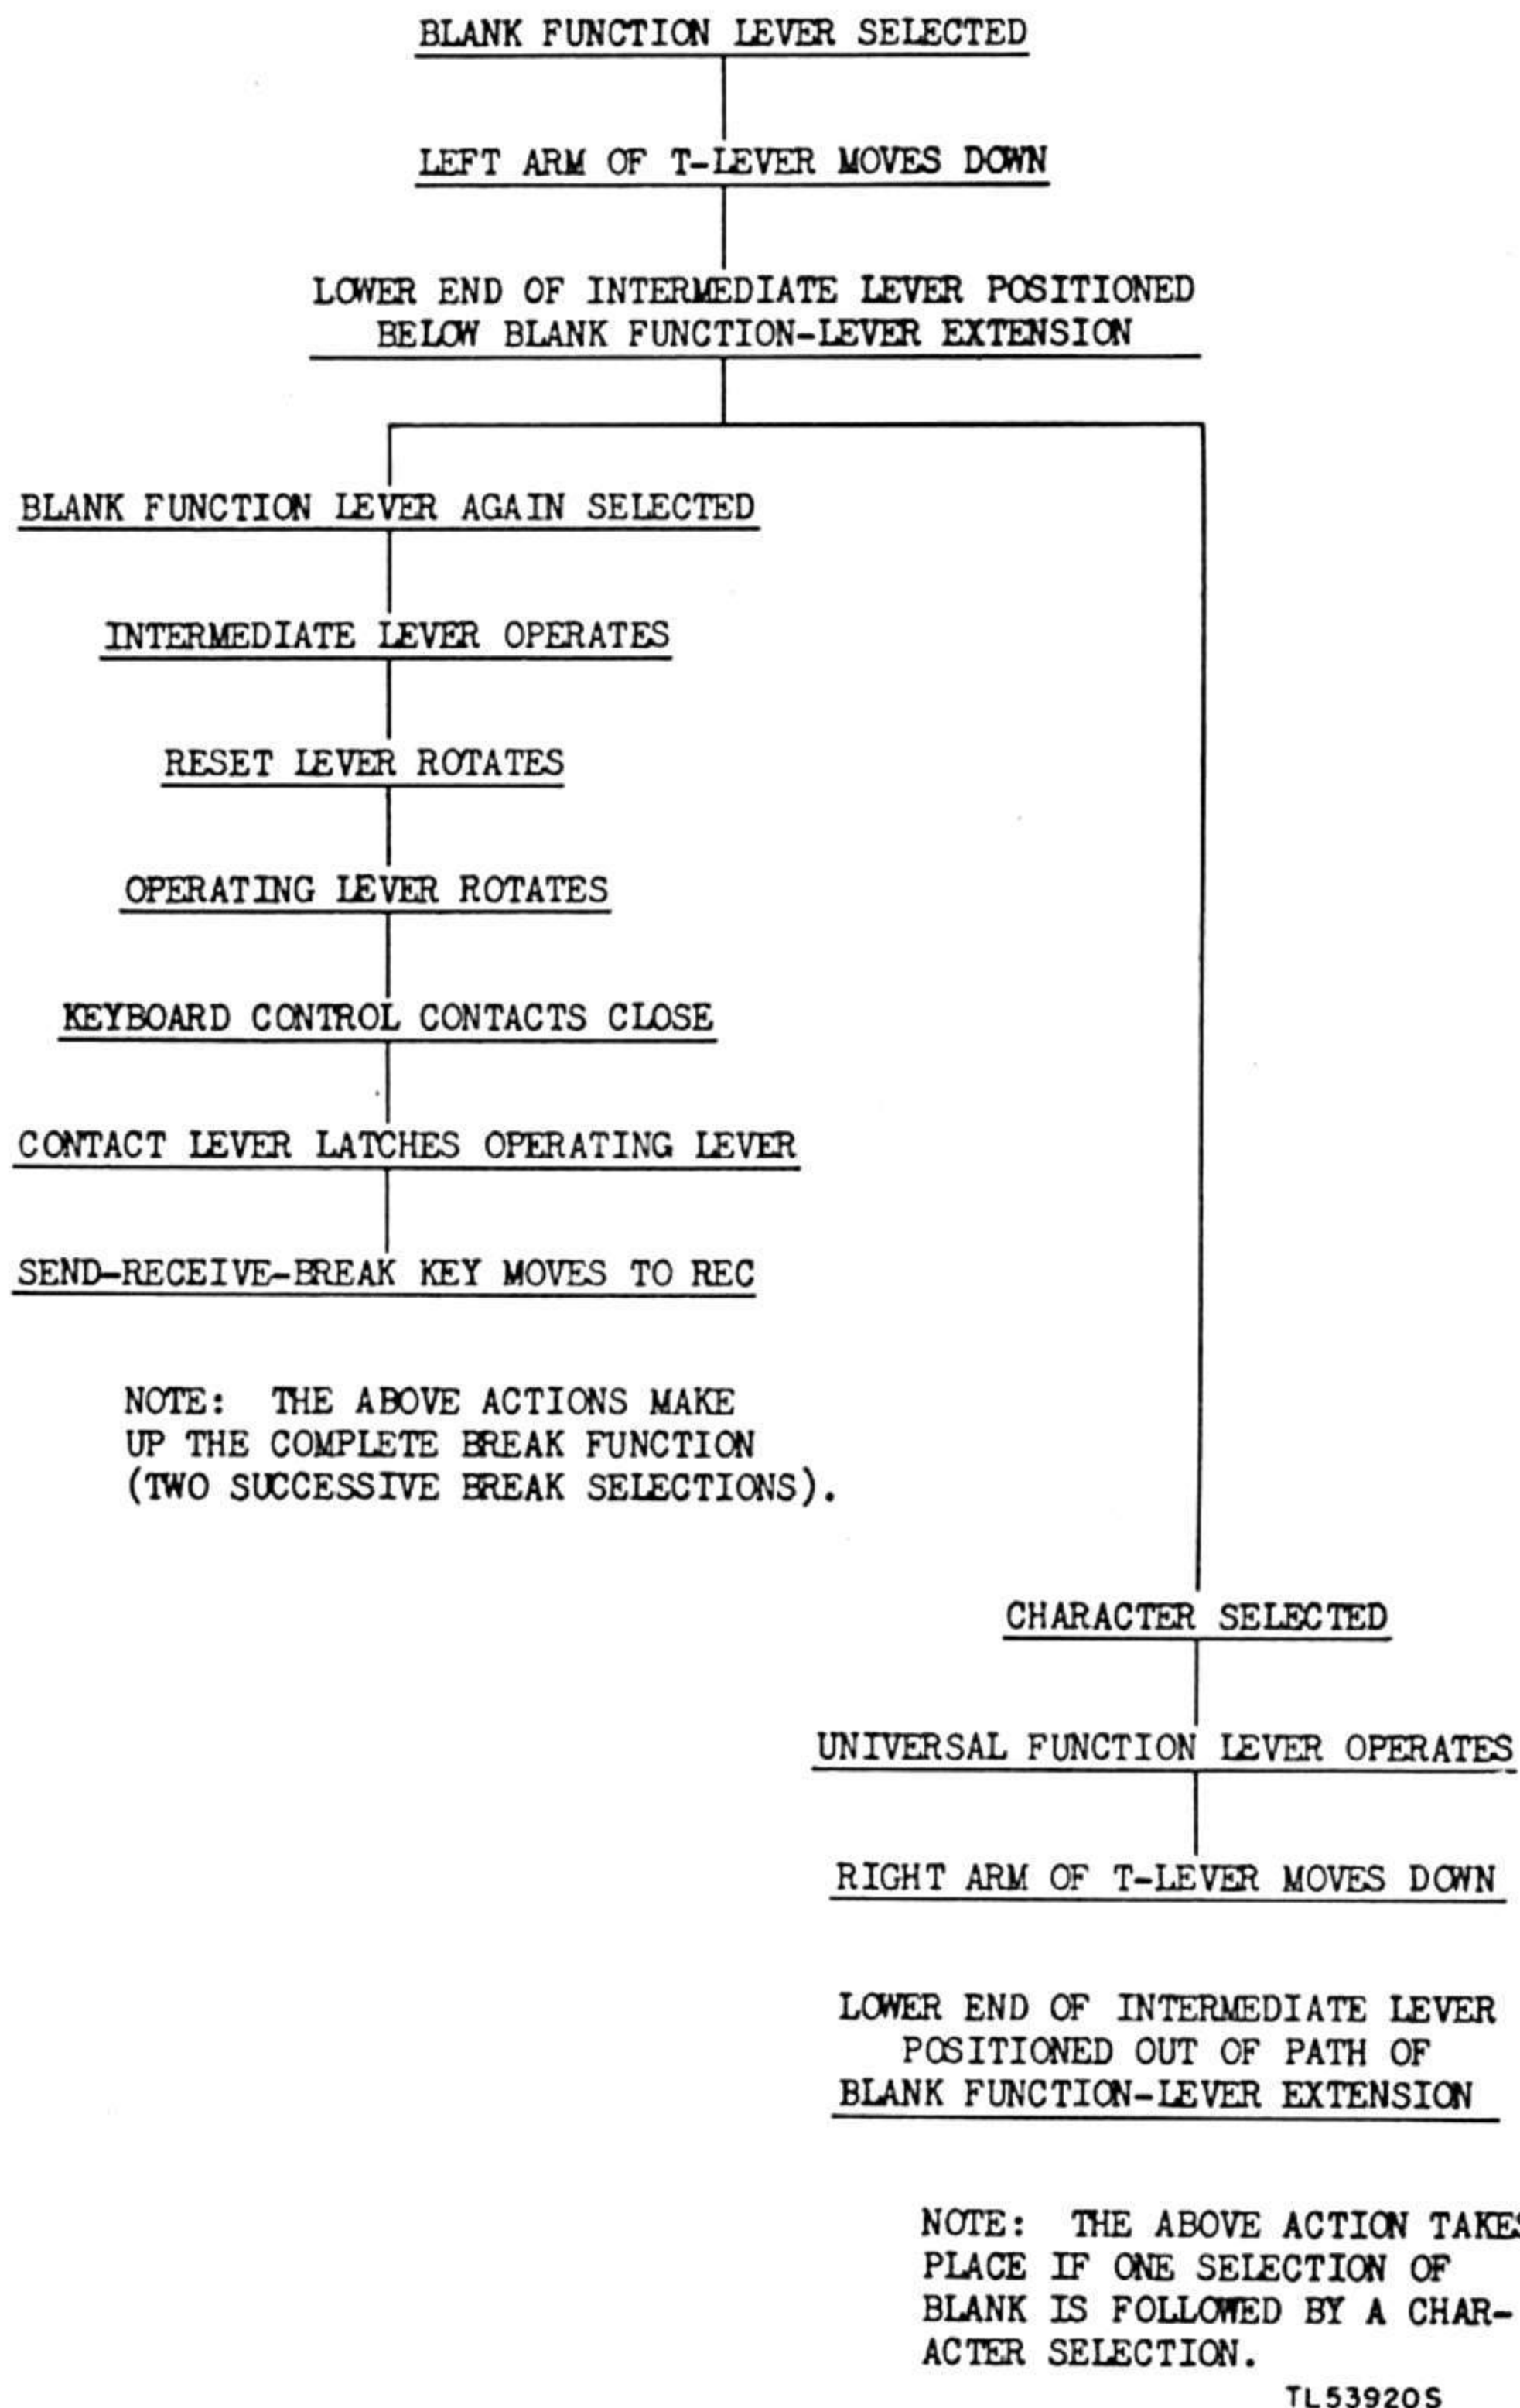 BLANK FUNCTION LEVER SELECTED
LEFT ARM OF T-LEVER MOVES DOWN
LOWER END OF INTERMEDIATE LEVER POSITIONED
BELOW BLANK FUNCTION-LEVER EXTENSION
BLANK FUNCTION LEVER AGAIN SELECTED
INTERMEDIATE LEVER OPERATES
RESET LEVER ROTATES
OPERATING LEVER ROTATES
KEYBOARD CONTROL CONTACTS CLOSE
CONTACT LEVER LATCHES OPERATING LEVER
SEND-RECEIVE-BREAK KEY MOVES TO REC
NOTE: THE ABOVE ACTIONS MAKE
UP THE COMPLETE BREAK FUNCTION
(TWO SUCCESSIVE BREAK SELECTIONS).
CHARACTER SELECTED
UNIVERSAL FUNCTION LEVER OPERATES
RIGHT ARM OF T-LEVER MOVES DOWN
LOWER END OF INTERMEDIATE LEVER
POSITIONED OUT OF PATH OF
BLANK FUNCTION-LEVER EXTENSION
NOTE: THE ABOVE ACTION TAKES
PLACE IF ONE SELECTION OF
BLANK IS FOLLOWED BY A CHAR-
ACTER SELECTION.
TL53920S